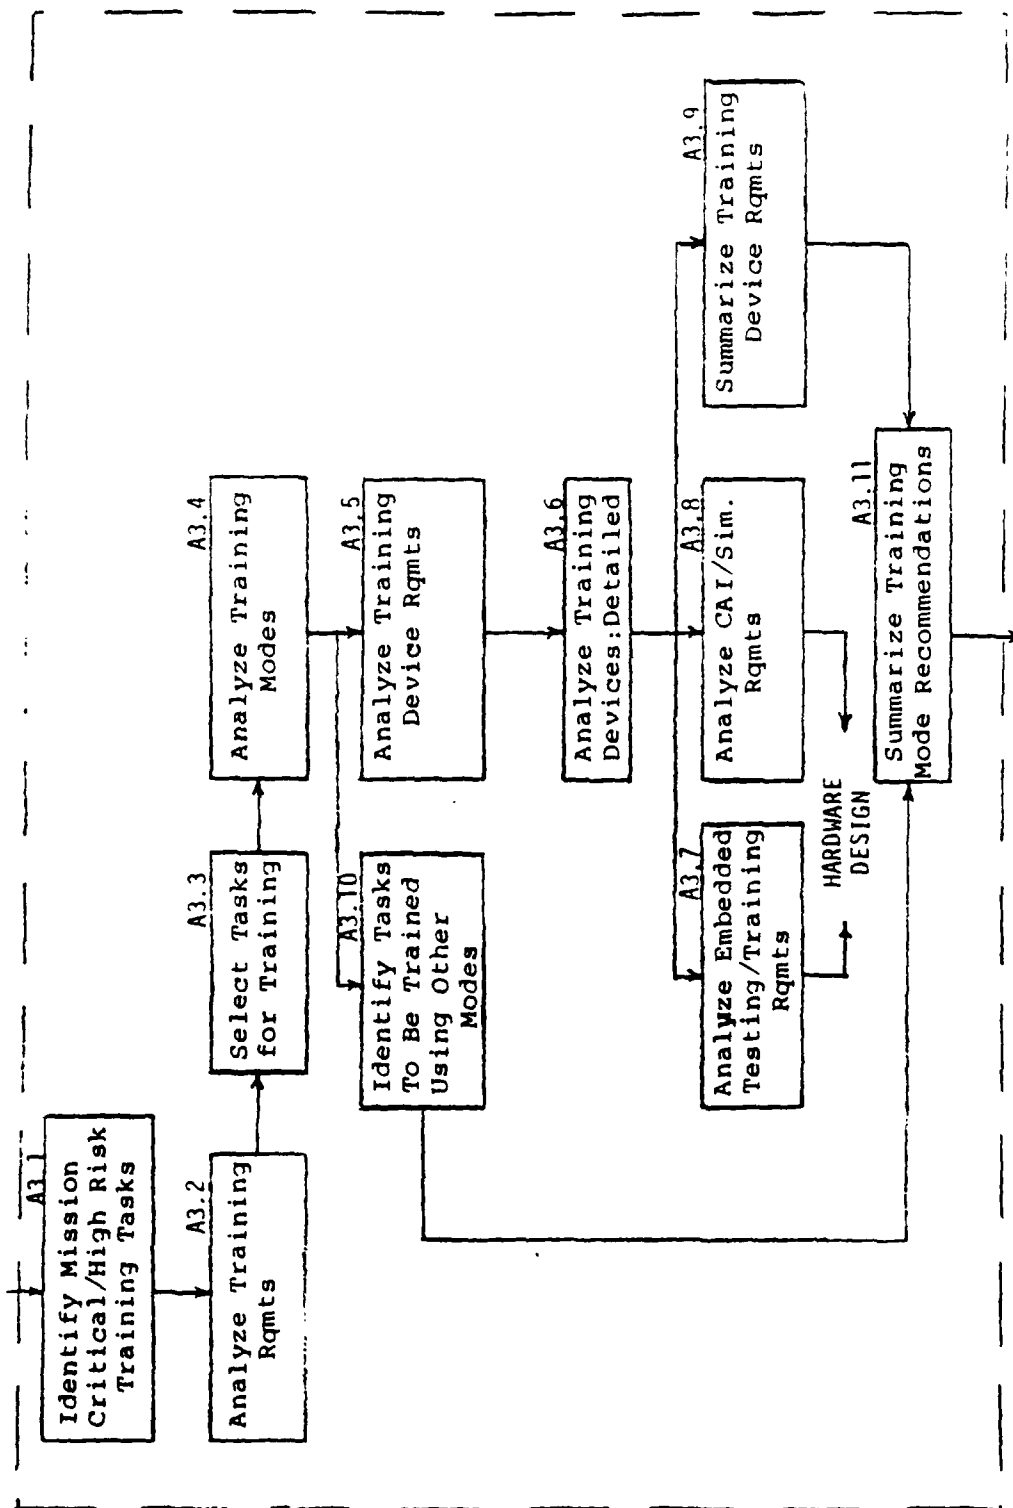 A3.1
Identify Mission
Critical/High Risk
Training Tasks
A3.2
Analyze Training
Rqmts
A3.3
Select Tasks
for Training
A3.4
Analyze Training
Modes
A3.10
Identify Tasks
To Be Trained
Using Other
Modes
A3.5
Analyze Training
Device Rqmts
A3.6
Analyze Training
Devices:Detailed
A3.7
Analyze Embedded
Testing/Training
Rqmts
A3.8
Analyze CAI/Sim.
Rqmts
A3.9
Summarize Training
Device Rqmts
HARDWARE
DESIGN
A3.11
Summarize Training
Mode Recommendations